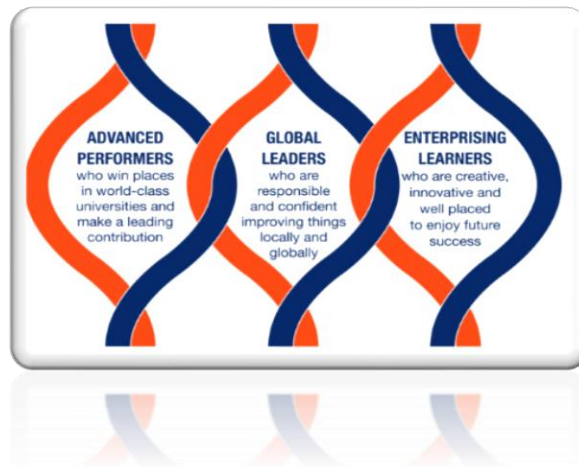 ADVANCED
PERFORMERS
who win places
in world-class
universities and
make a leading
contribution
GLOBAL
LEADERS
who are
responsible
and confident
improving things
locally and
globally
ENTERPRISING
LEARNERS
who are creative,
innovative and
well placed
to enjoy future
success